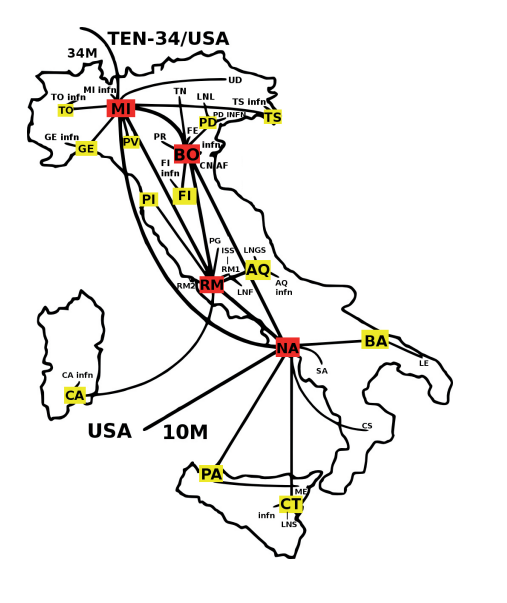 TEN-34/USA
34M
UD
TN
MI infn
TO infn
LNL
TS infn
TO
MI
PD INFN
TS
PD
GE infn
PR
FE
PV
infn
GE
BO
FI infn
CN AF
PI
FI
PG
ISS
LNGS
RM1
AQ
RM2
RM
LNF
AQ infn
NA
BA
SA
LE
CA infn
CA
USA
10M
CS
PA
ME
CT
infn
LNS